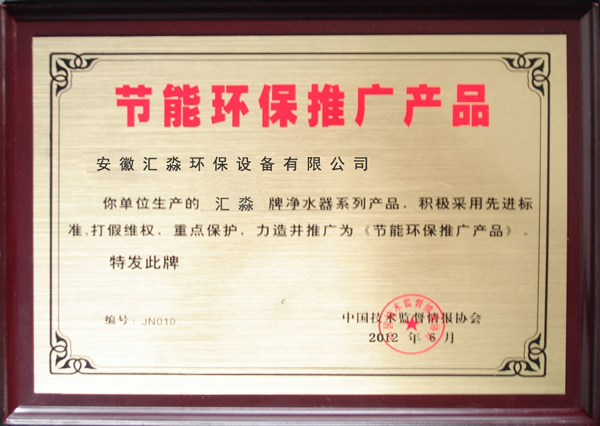 节能环保推广产品
安徽汇淼环保设备有限公司
你单位生产的 汇淼 牌净水器系列产品，积极采用先进标
准、打假维权、重点保护，力造并推广为《节能环保推广产品》。
特发此牌
编号：JN010
中国技术监督情报协会
2012 年 6 月